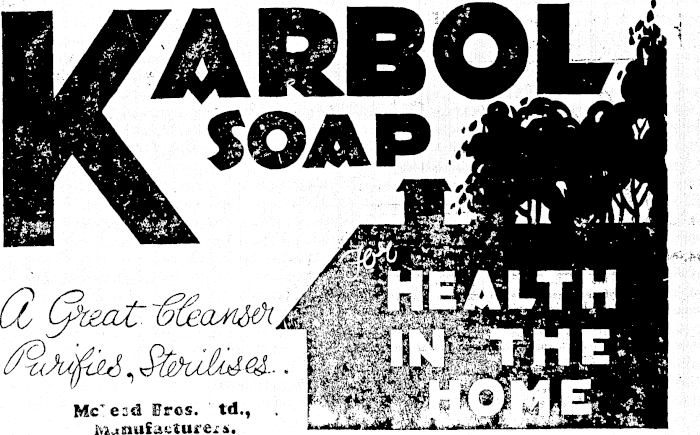 KARBOL
SOAP
for
HEALTH
IN THE
HOME
A Great Cleanser
Purifies, Sterilises..
Bros.
Manufacturers.